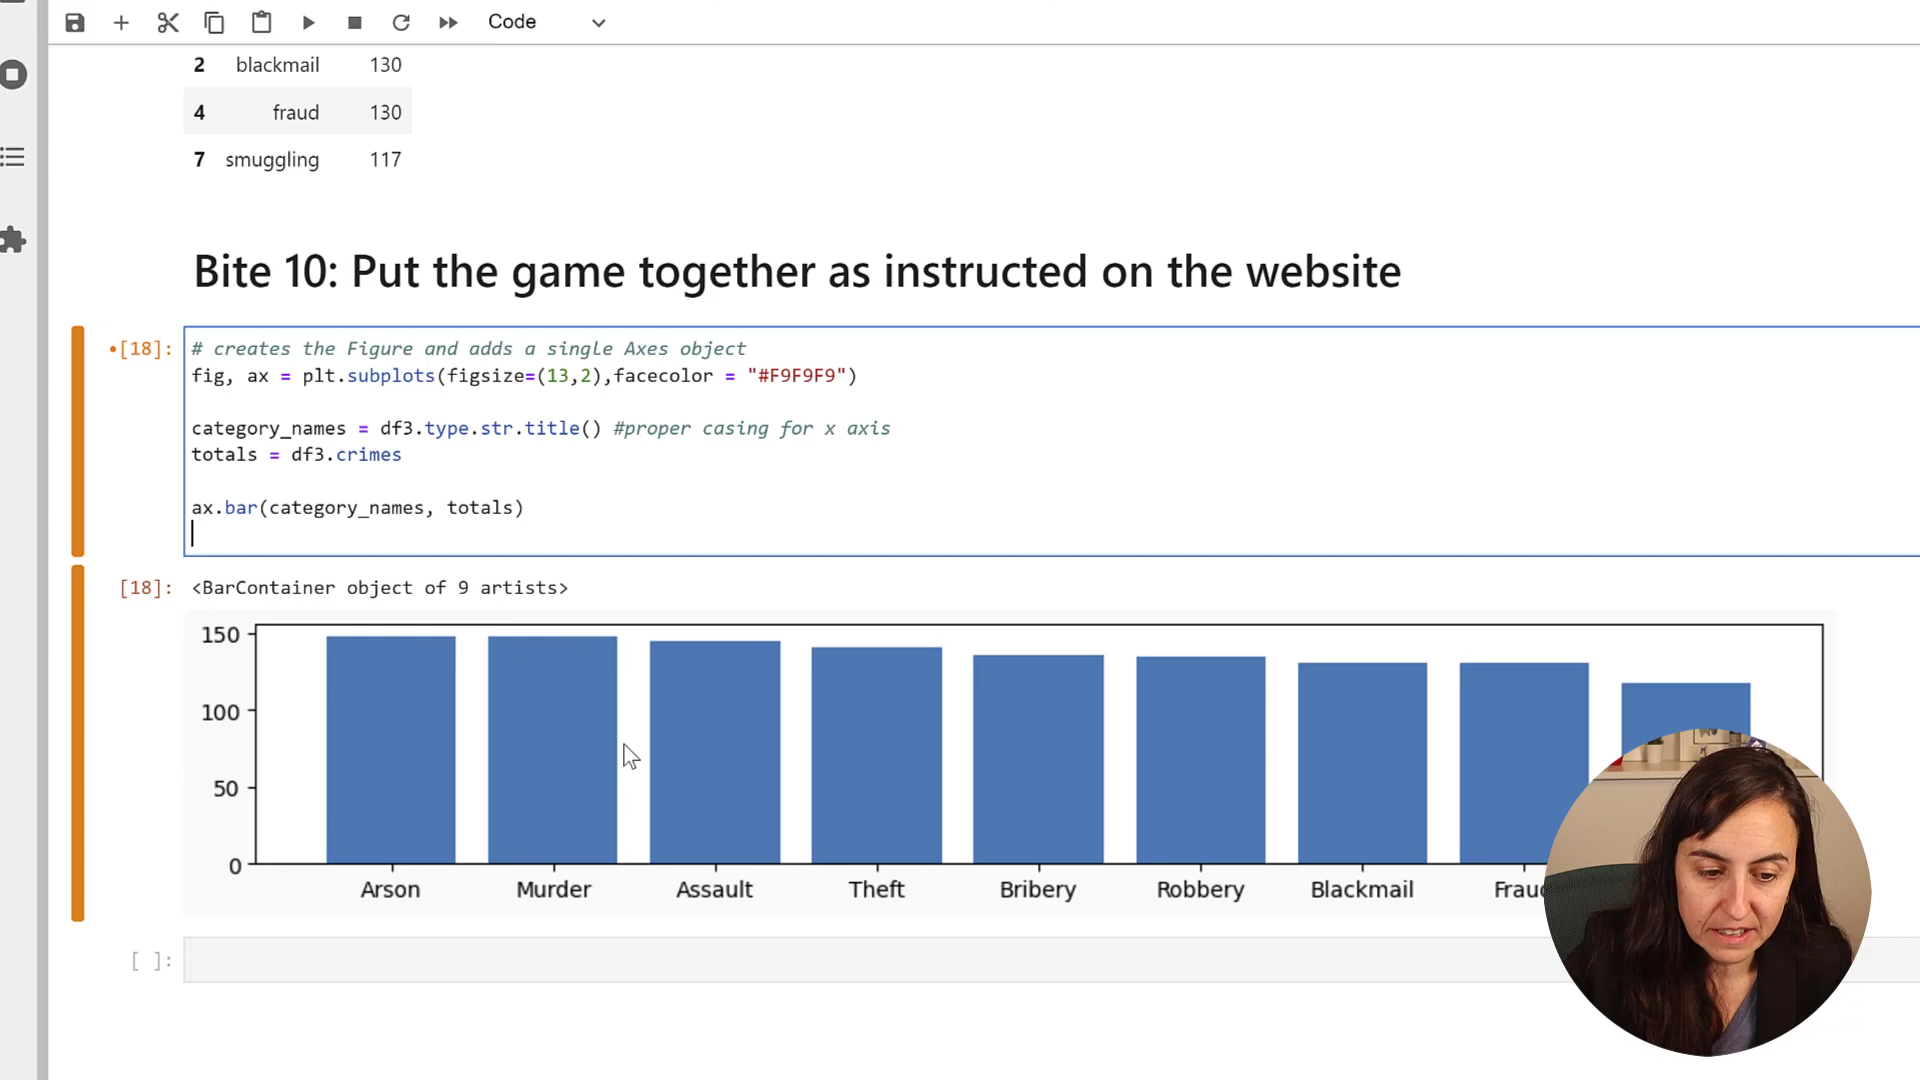 Code
2 blackmail 130
4 fraud 130
7 smuggling 117
Bite 10: Put the game together as instructed on the website
•[18]: # creates the Figure and adds a single Axes object
fig, ax = plt.subplots(figsize=(13,2),facecolor = "#F9F9F9")
category_names = df3.type.str.title() #proper casing for x axis
totals = df3.crimes
ax.bar(category_names, totals)
[18]: <BarContainer object of 9 artists>
150
100
50
0
Arson Murder Assault Theft Bribery Robbery Blackmail
[ ]: